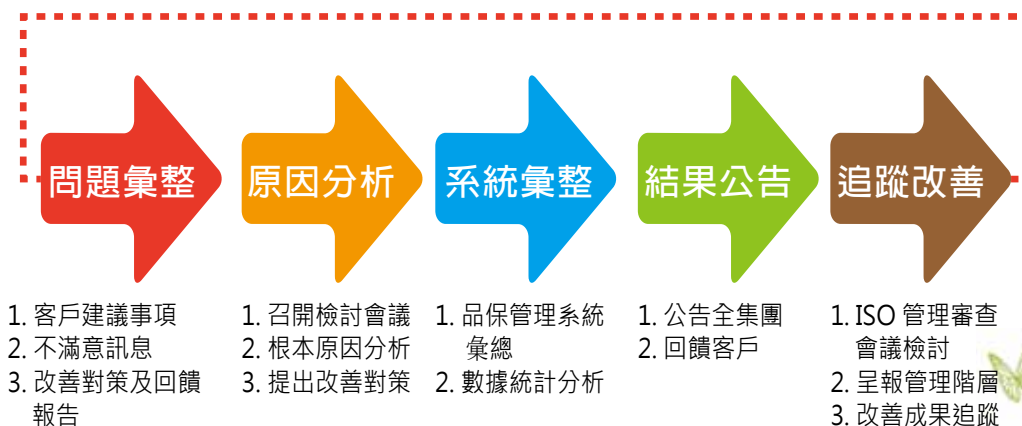 問題彙整
原因分析
系統彙整
結果公告
追蹤改善
1. 客戶建議事項
2. 不滿意訊息
3. 改善對策及回饋
報告
1. 召開檢討會議
2. 根本原因分析
3. 提出改善對策
1. 品保管理系統
彙總
2. 數據統計分析
1. 公告全集團
2. 回饋客戶
1. ISO 管理審查
會議檢討
2. 呈報管理階層
3. 改善成果追蹤